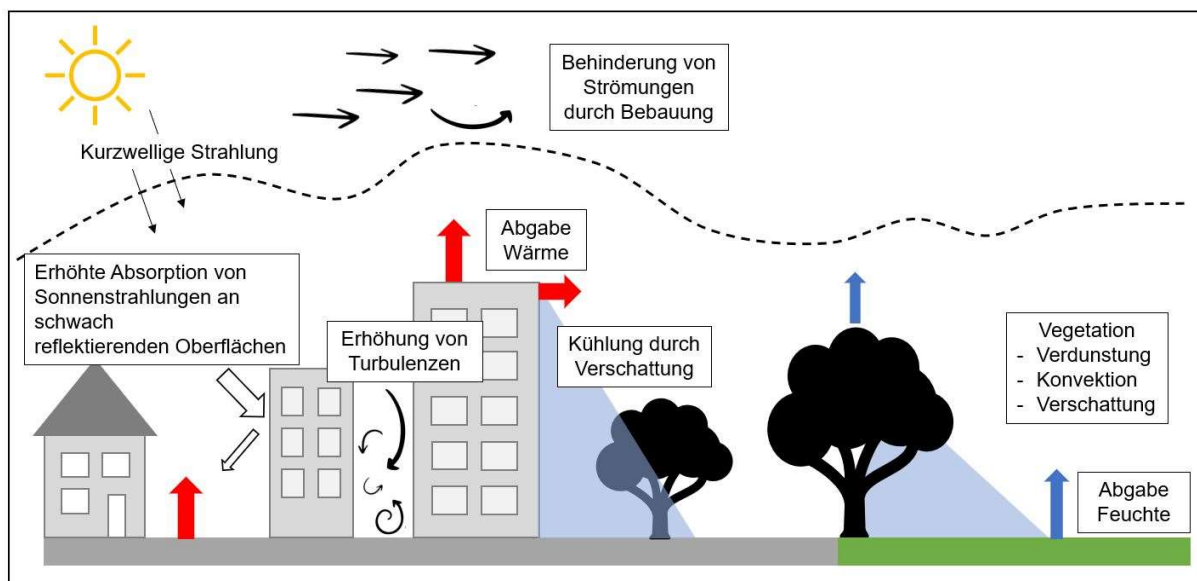 Behinderung von
Strömungen
durch Bebauung
Kurzwellige Strahlung
Abgabe
Wärme
Erhöhte Absorption von
Sonnenstrahlungen an
schwach
reflektierenden Oberflächen
Erhöhung von
Turbulenzen
Kühlung durch
Verschattung
Vegetation
- Verdunstung
- Konvektion
- Verschattung
Abgabe
Feuchte